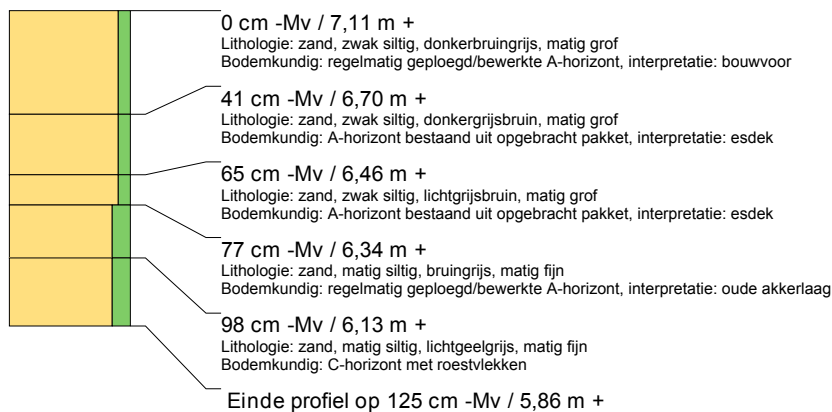 0 cm -Mv / 7,11 m +
Lithologie: zand, zwak siltig, donkerbruingrijs, matig grof
Bodemkundig: regelmatig geploegd/bewerkte A-horizont, interpretatie: bouwvoor
41 cm -Mv / 6,70 m +
Lithologie: zand, zwak siltig, donkergrijsbruin, matig grof
Bodemkundig: A-horizont bestaand uit opgebracht pakket, interpretatie: esdek
65 cm -Mv / 6,46 m +
Lithologie: zand, zwak siltig, lichtgrijsbruin, matig grof
Bodemkundig: A-horizont bestaand uit opgebracht pakket, interpretatie: esdek
77 cm -Mv / 6,34 m +
Lithologie: zand, matig siltig, bruingrijs, matig fijn
Bodemkundig: regelmatig geploegd/bewerkte A-horizont, interpretatie: oude akkerlaag
98 cm -Mv / 6,13 m +
Lithologie: zand, matig siltig, lichtgeelgrijs, matig fijn
Bodemkundig: C-horizont met roestvlekken
Einde profiel op 125 cm -Mv / 5,86 m +